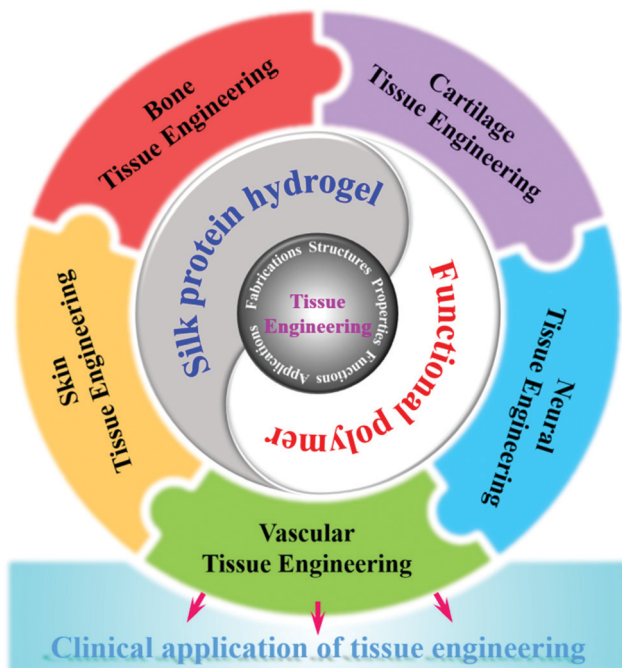 Bone
Tissue Engineering
Cartilage
Tissue Engineering
Neural
Tissue Engineering
Vascular
Tissue Engineering
Skin
Tissue Engineering
Silk protein hydrogel
Functional polymer
Fabrications Structures Properties Functions Applications
Tissue
Engineering
Clinical application of tissue engineering